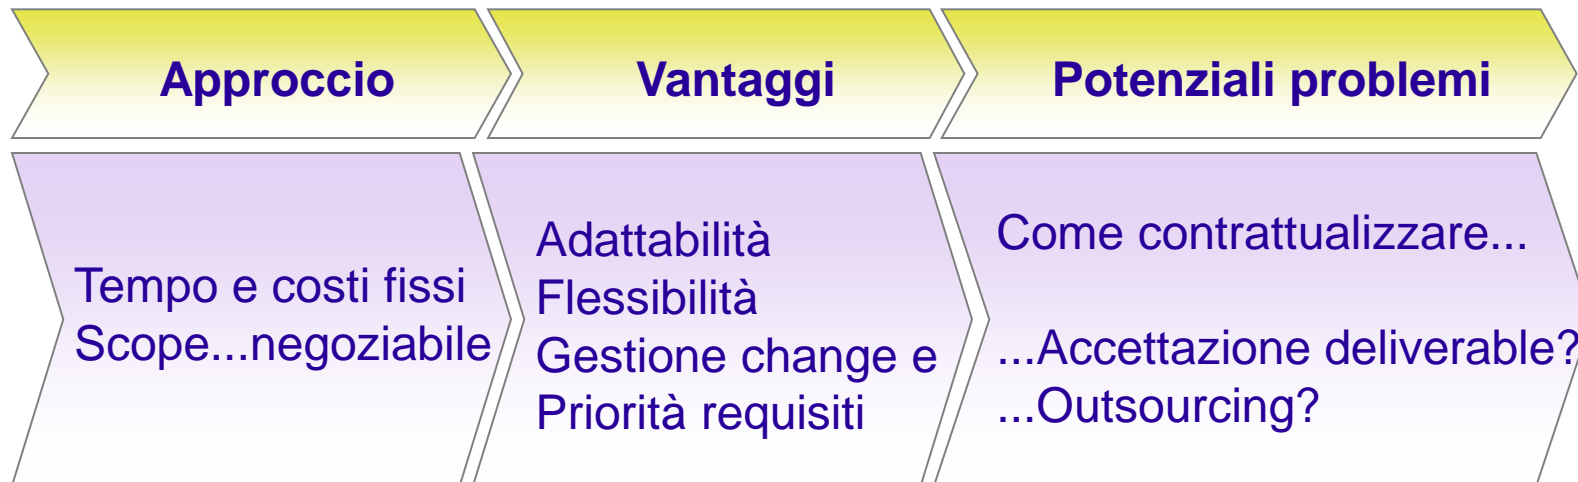 Approccio
Vantaggi
Potenziali problemi
Tempo e costi fissi
Scope...negoziabile
Adattabilità
Flessibilità
Gestione change e
Priorità requisiti
Come contrattualizzare...
...Accettazione deliverable?
...Outsourcing?